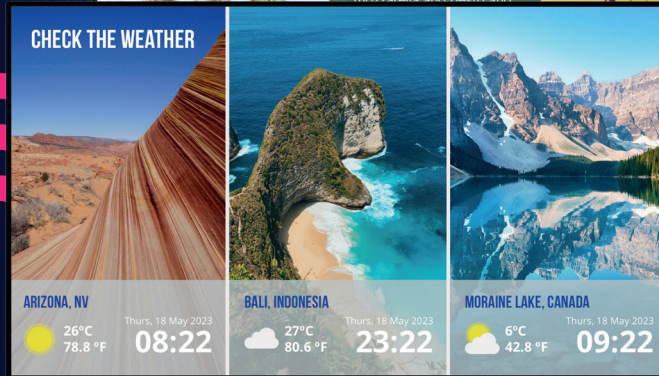 CHECK THE WEATHER
ARIZONA, NV
Thurs, 18 May 2023
26°C
78.8 °F
08:22
BALI, INDONESIA
Thurs, 18 May 2023
27°C
80.6 °F
23:22
MORAINE LAKE, CANADA
Thurs, 18 May 2023
6°C
42.8 °F
09:22